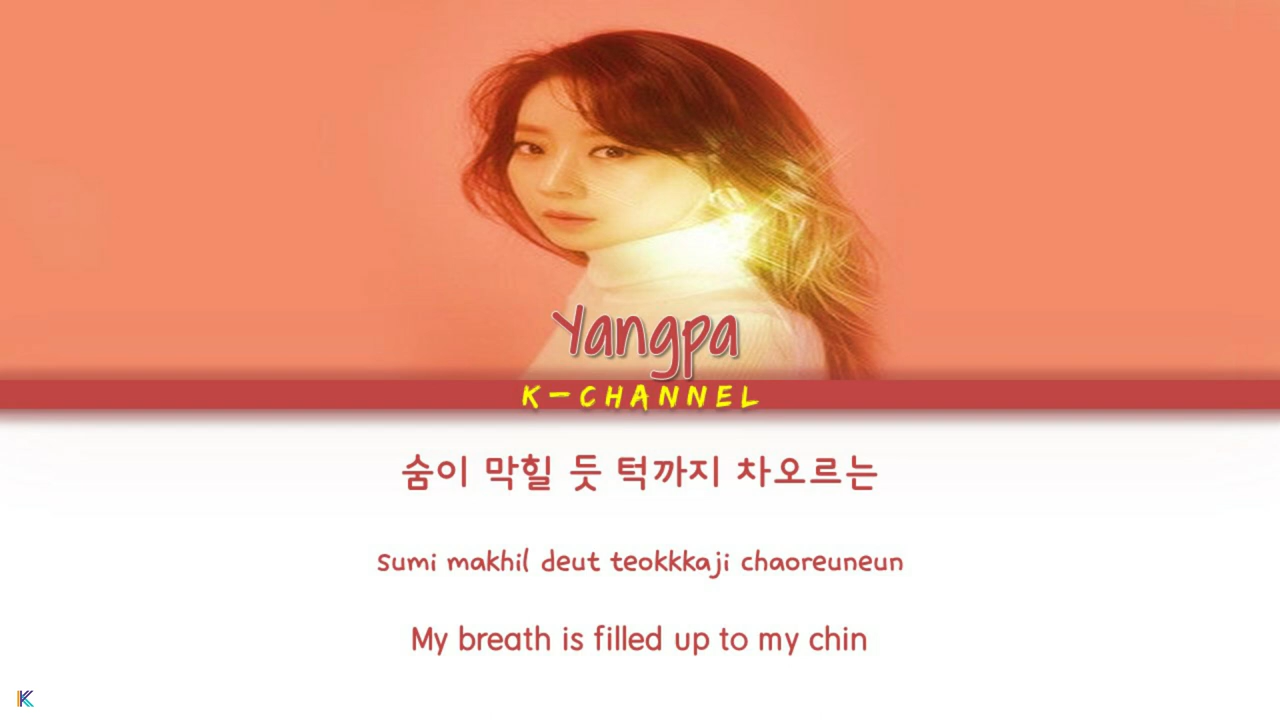 Yangpa
K-CHANNEL
숨이 막힐 듯 턱까지 차오르는
sumi makhil deut teokkkaji chaoreuneun
My breath is filled up to my chin
K